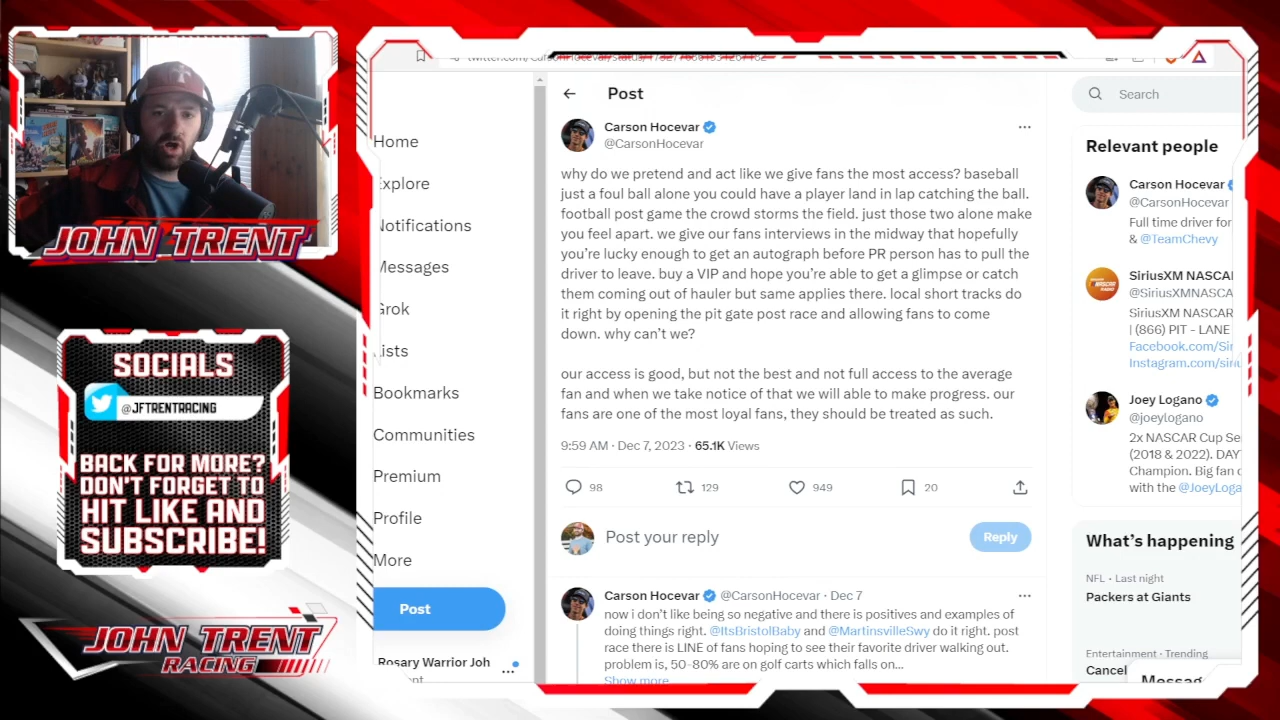 JOHN TRENT
SOCIALS
@JFTRENTRACING
BACK FOR MORE?
DON'T FORGET TO
HIT LIKE AND
SUBSCRIBE!
JOHN TRENT
RACING
Home
Explore
Notifications
Messages
Grok
Lists
Bookmarks
Communities
Premium
Profile
More
Post
Rosary Warrior Joh
Post
Carson Hocevar
@CarsonHocevar
why do we pretend and act like we give fans the most access? baseball
just a foul ball alone you could have a player land in lap catching the ball.
football post game the crowd storms the field. just those two alone make
you feel apart. we give our fans interviews in the midway that hopefully
you're lucky enough to get an autograph before PR person has to pull the
driver to leave. buy a VIP and hope you're able to get a glimpse or catch
them coming out of hauler but same applies there. local short tracks do
it right by opening the pit gate post race and allowing fans to come
down. why can't we?
our access is good, but not the best and not full access to the average
fan and when we take notice of that we will able to make progress. our
fans are one of the most loyal fans, they should be treated as such.
9:59 AM · Dec 7, 2023 · 65.1K Views
98 129 949 20
Post your reply
Reply
Carson Hocevar @CarsonHocevar · Dec 7
now i don't like being so negative and there is positives and examples of
doing things right. @ItsBristolBaby and @MartinsvilleSwy do it right. post
race there is LINE of fans hoping to see their favorite driver walking out.
problem is, 50-80% are on golf carts which falls on...
Show more
Search
Relevant people
Carson Hocevar
@CarsonHocevar
Full time driver for
& @TeamChevy
SiriusXM NASCAR
@SiriusXMNASCA
SiriusXM NASCAR
| (866) PIT - LANE
Facebook.com/Sir
Instagram.com/siriu
Joey Logano
@joeylogano
2x NASCAR Cup Se
(2018 & 2022). DAY
Champion. Big fan o
with the @JoeyLoga
What's happening
NFL · Last night
Packers at Giants
Entertainment · Trending
Cancel
Messag